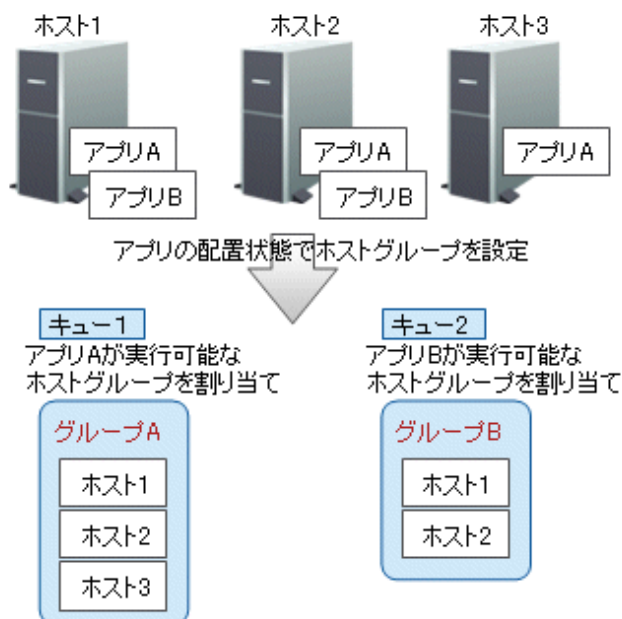 ホスト1
ホスト2
ホスト3
アプリA
アプリB
アプリA
アプリB
アプリA
アプリの配置状態でホストグループを設定
キュー1
アプリAが実行可能な
ホストグループを割り当て
グループA
ホスト1
ホスト2
ホスト3
キュー2
アプリBが実行可能な
ホストグループを割り当て
グループB
ホスト1
ホスト2